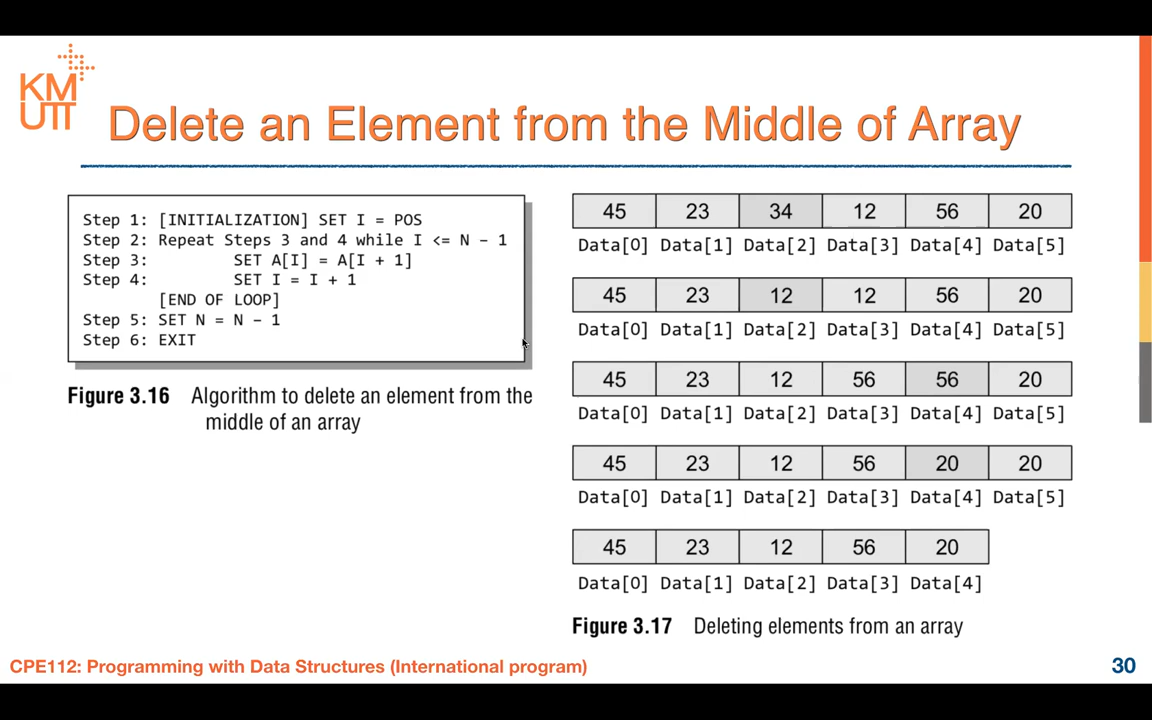 KM
UTT
Delete an Element from the Middle of Array
Step 1: [INITIALIZATION] SET I = POS
Step 2: Repeat Steps 3 and 4 while I <= N - 1
Step 3: SET A[I] = A[I + 1]
Step 4: SET I = I + 1
[END OF LOOP]
Step 5: SET N = N - 1
Step 6: EXIT
Figure 3.16 Algorithm to delete an element from the
middle of an array
45 23 34 12 56 20
Data[0] Data[1] Data[2] Data[3] Data[4] Data[5]
45 23 12 12 56 20
Data[0] Data[1] Data[2] Data[3] Data[4] Data[5]
45 23 12 56 56 20
Data[0] Data[1] Data[2] Data[3] Data[4] Data[5]
45 23 12 56 20 20
Data[0] Data[1] Data[2] Data[3] Data[4] Data[5]
45 23 12 56 20
Data[0] Data[1] Data[2] Data[3] Data[4]
Figure 3.17 Deleting elements from an array
CPE112: Programming with Data Structures (International program)
30